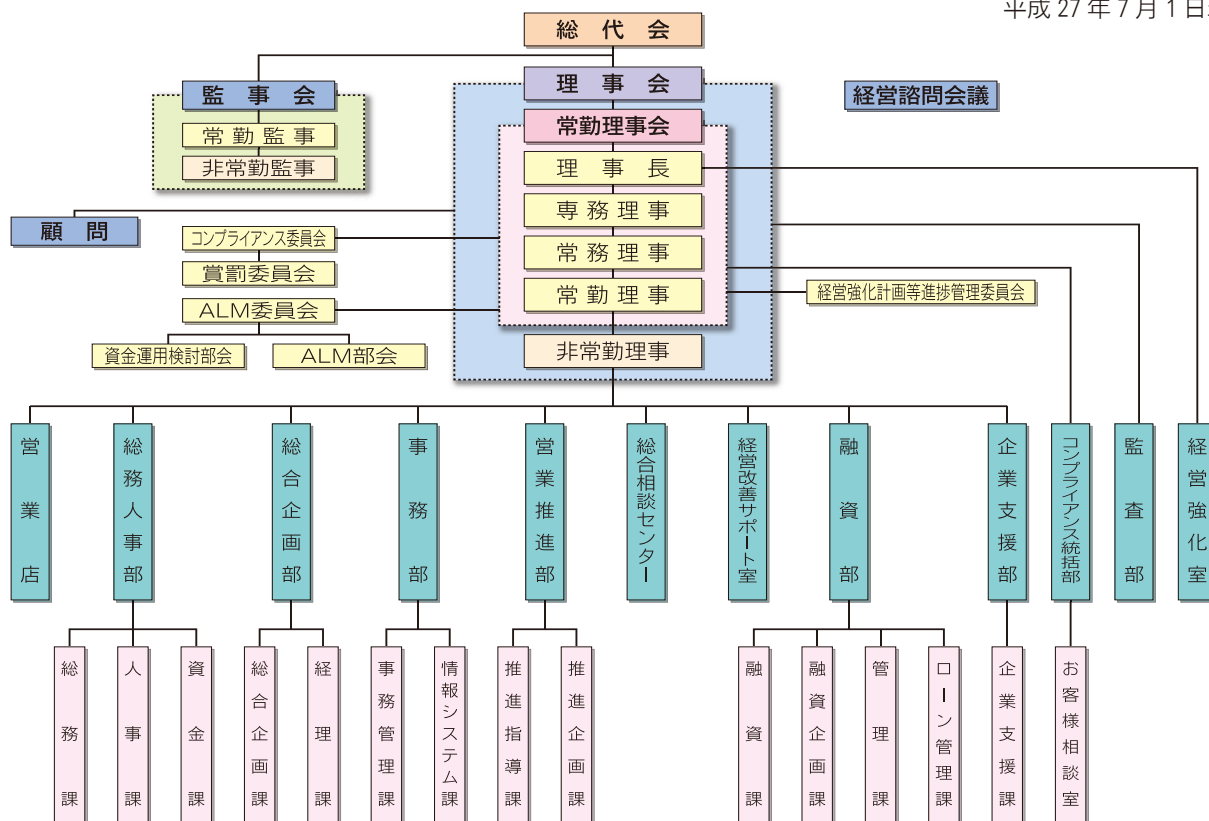 平成 27 年 7 月 1 日
総代会
理事会
監事会
経営諮問会議
常勤理事会
常勤監事
非常勤監事
理事長
専務理事
顧問
コンプライアンス委員会
常務理事
賞罰委員会
常勤理事
経営強化計画等進捗管理委員会
ALM委員会
資金運用検討部会
ALM部会
非常勤理事
営業店
総務人事部
総合企画部
事務部
営業推進部
総合相談センター
経営改善サポート室
融資部
企業支援部
コンプライアンス統括部
監査部
経営強化室
総務課
人事課
資金課
総合企画課
経理課
事務管理課
情報システム課
推進指導課
推進企画課
融資課
融資企画課
管理課
ローン管理課
企業支援課
お客様相談室